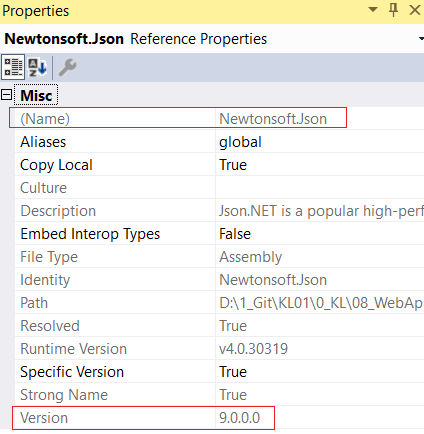 Properties
Newtonsoft.Json Reference Properties
Misc
(Name) Newtonsoft.Json
Aliases global
Copy Local True
Culture
Description Json.NET is a popular high-perf
Embed Interop Types False
File Type Assembly
Identity Newtonsoft.Json
Path D:\1_Git\KL01\0_KL\08_WebAp
Resolved True
Runtime Version v4.0.30319
Specific Version True
Strong Name True
Version 9.0.0.0